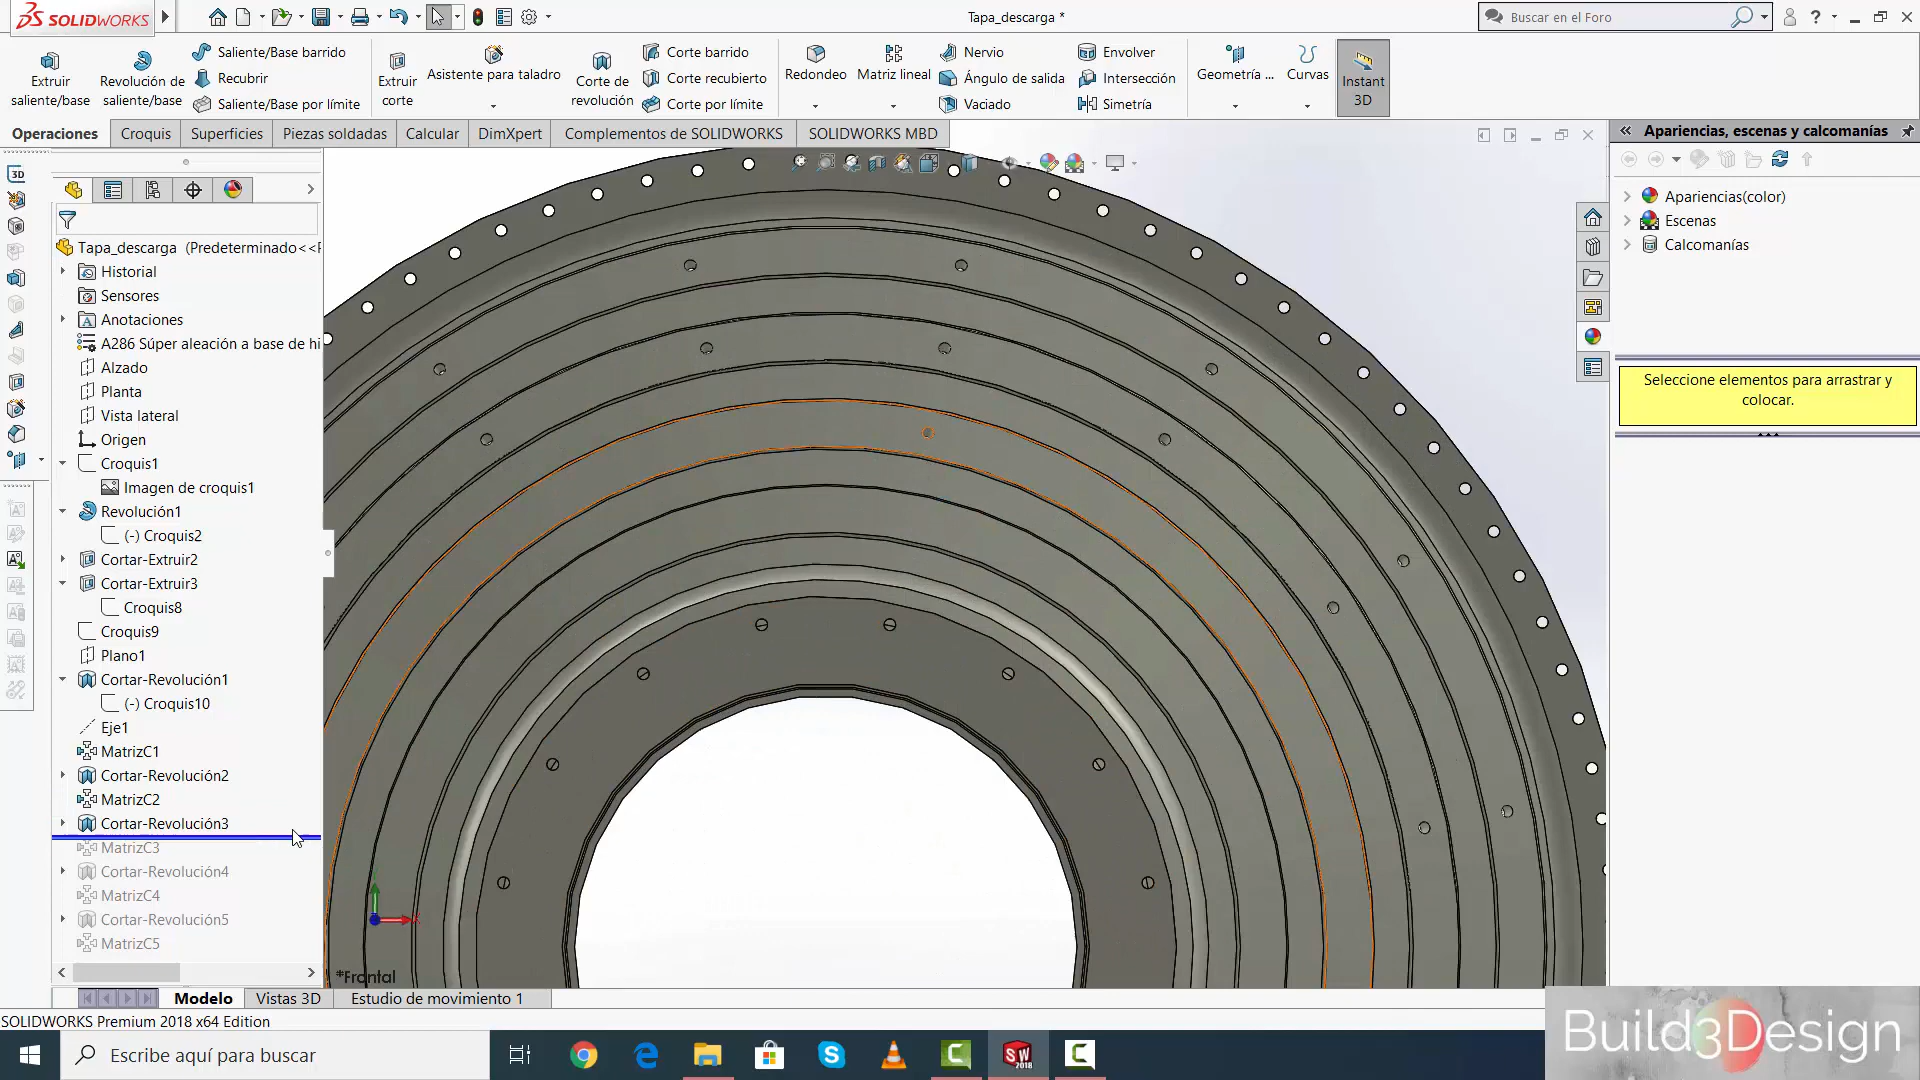 SOLIDWORKS
Tapa_descarga *
Buscar en el Foro
Extruir saliente/base
Revolución de saliente/base
Saliente/Base barrido
Recubrir
Saliente/Base por límite
Extruir corte
Asistente para taladro
Corte de revolución
Corte barrido
Corte recubierto
Corte por límite
Redondeo
Matriz lineal
Nervio
Ángulo de salida
Vaciado
Envolver
Intersección
Simetría
Geometría ...
Curvas
Instant 3D
Operaciones
Croquis
Superficies
Piezas soldadas
Calcular
DimXpert
Complementos de SOLIDWORKS
SOLIDWORKS MBD
Apariencias, escenas y calcomanías
3D
Tapa_descarga (Predeterminado<<
Historial
Sensores
Anotaciones
A286 Súper aleación a base de hi
Alzado
Planta
Vista lateral
Origen
Croquis1
Imagen de croquis1
Revolución1
(-) Croquis2
Cortar-Extruir2
Cortar-Extruir3
Croquis8
Croquis9
Plano1
Cortar-Revolución1
(-) Croquis10
Eje1
MatrizC1
Cortar-Revolución2
MatrizC2
Cortar-Revolución3
MatrizC3
Cortar-Revolución4
MatrizC4
Cortar-Revolución5
MatrizC5
*Frontal
Apariencias(color)
Escenas
Calcomanías
Seleccione elementos para arrastrar y
colocar.
Modelo
Vistas 3D
Estudio de movimiento 1
SOLIDWORKS Premium 2018 x64 Edition
Escribe aquí para buscar
SW
2018
Build3Design